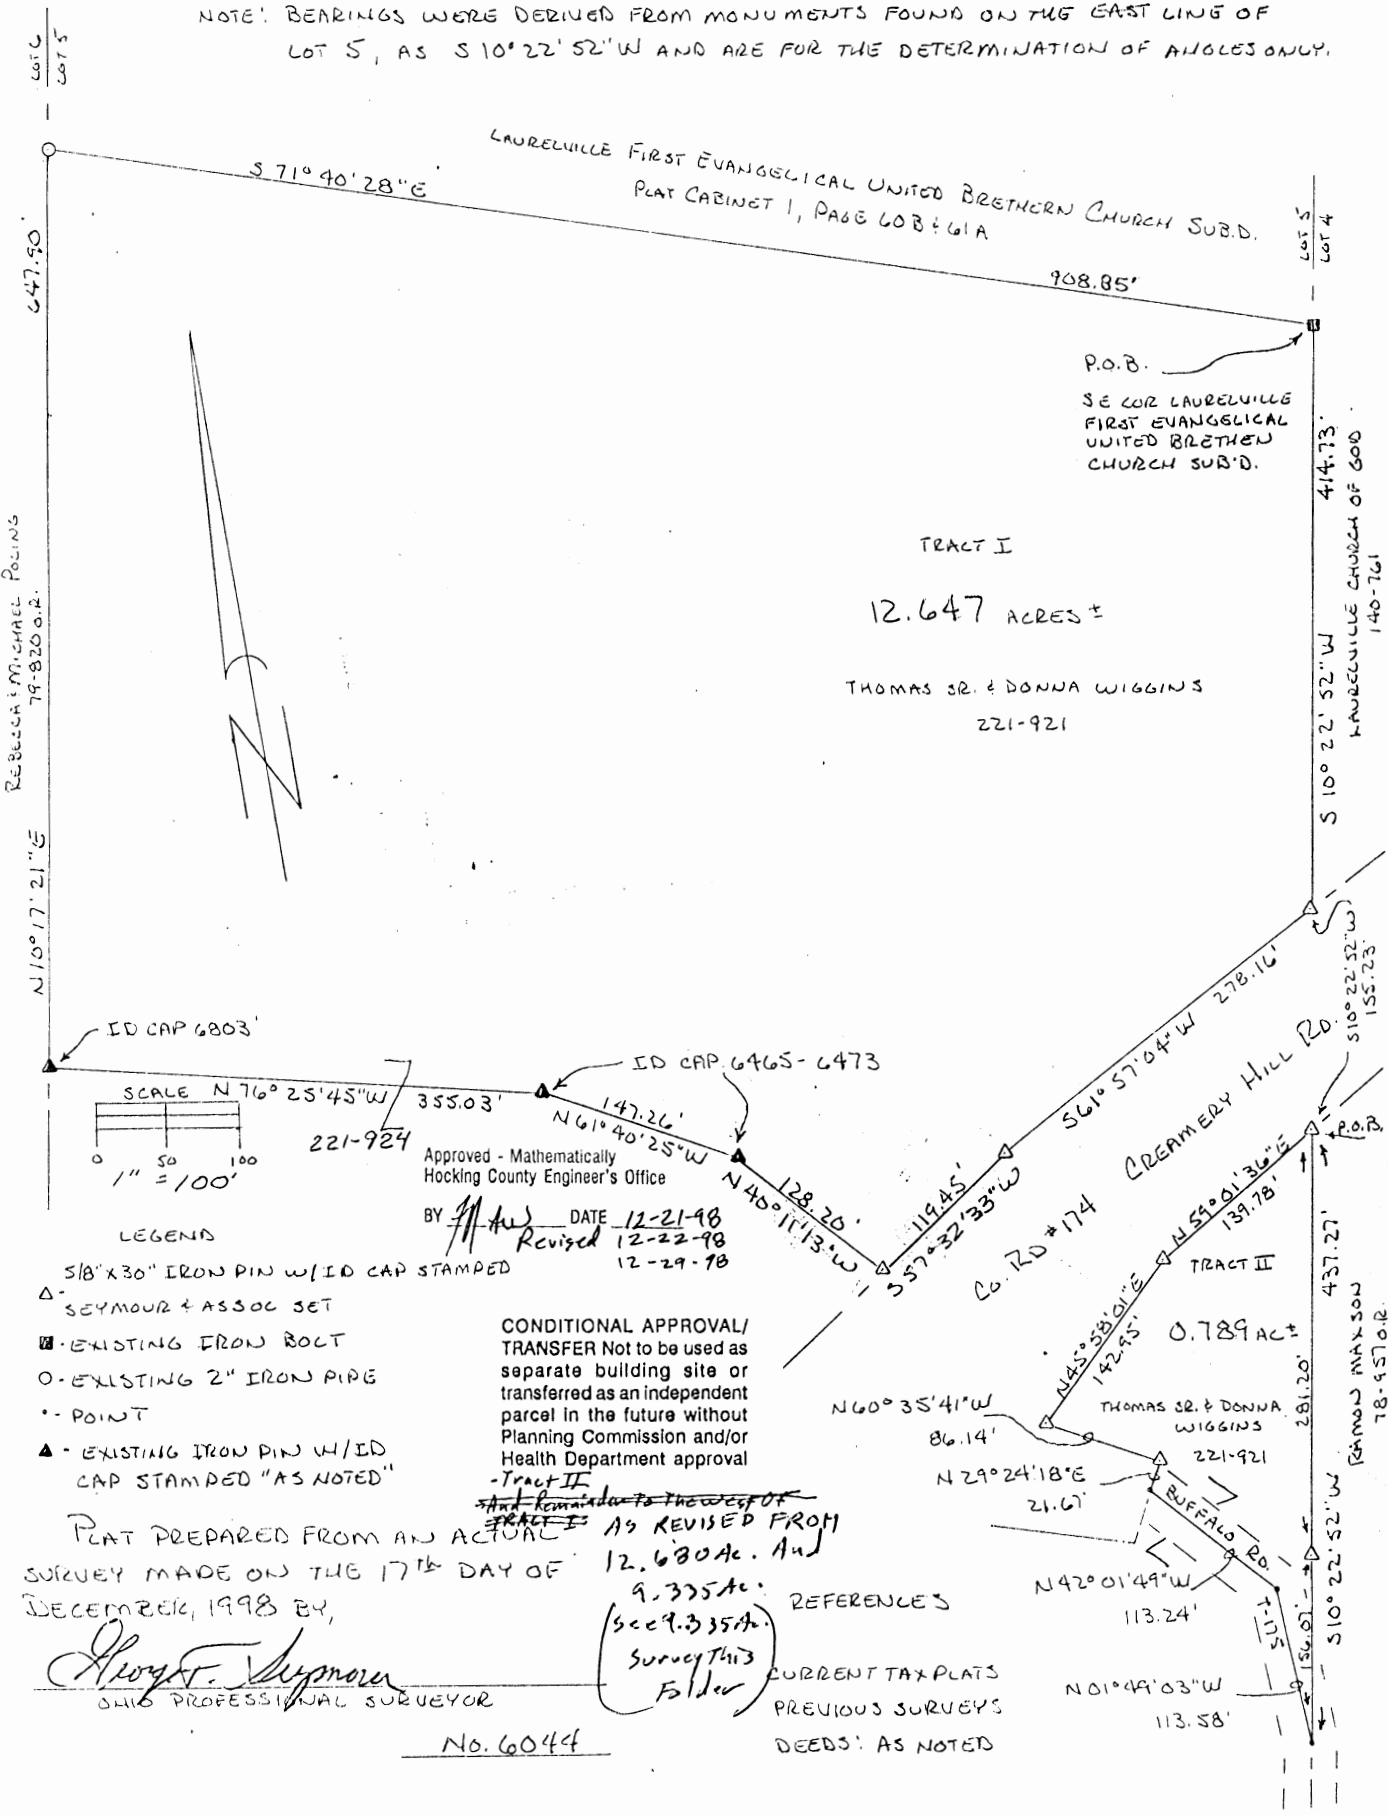 NOTE: BEARINGS WERE DERIVED FROM MONUMENTS FOUND ON THE EAST LINE OF
LOT 5, AS S 10° 22' 52" W AND ARE FOR THE DETERMINATION OF ANGLES ONLY.
LOT 6
LOT 5
S 71° 40' 28" E
LAURELVILLE FIRST EVANGELICAL UNITED BRETHERN CHURCH SUB.D.
PLAT CABINET 1, PAGE 60B & 61A
908.85'
LOT 5
LOT 4
647.90'
N 10° 17' 21" E
REBECCA & MICHAEL POLING
79-820 O.R.
P.O.B.
SE COR LAURELVILLE
FIRST EVANGELICAL
UNITED BRETHEN
CHURCH SUB'D.
414.73'
S 10° 22' 52" W
LAURELVILLE CHURCH OF GOD
140-761
TRACT I
12.647 ACRES ±
THOMAS SR. & DONNA WIGGINS
221-921
N
S 10° 22' 52" W
155.23'
278.16'
S 61° 57' 04" W
CREAMERY HILL RD.
CO. RD # 174
ID CAP 6803'
ID CAP. 6465-6473
SCALE
0 50 100
1" = 100'
N 76° 25' 45" W 355.03'
221-924
147.26'
N 61° 40' 25" W
128.20'
N 40° 11' 13" W
119.45'
S 57° 32' 33" W
Approved - Mathematically
Hocking County Engineer's Office
BY DATE 12-21-98
Revised 12-22-98
12-29-98
LEGEND
5/8" X 30" IRON PIN W/ ID CAP STAMPED
SEYMOUR & ASSOC SET
- EXISTING IRON BOLT
- EXISTING 2" IRON PIPE
- POINT
- EXISTING IRON PIN W/ ID
CAP STAMPED "AS NOTED"
CONDITIONAL APPROVAL/
TRANSFER Not to be used as
separate building site or
transferred as an independent
parcel in the future without
Planning Commission and/or
Health Department approval
- Tract II
And Remainder To The West Of
TRACT I
AS REVISED FROM
12.680 Ac. And
9.335 Ac.
(See 9.335 Ac.
Survey This
Folder)
P.O.B.
N 59° 01' 36" E
139.78'
TRACT II
0.789 AC ±
N 45° 58' 01" E
142.95'
THOMAS SR. & DONNA
WIGGINS
221-921
N 60° 35' 41" W
86.14'
N 29° 24' 18" E
21.67'
BUFFALO RD.
T-175
N 42° 01' 49" W
113.24'
N 01° 49' 03" W
113.58'
437.27'
281.20'
156.07'
S 10° 22' 52" W
RAMON MAXSON
78-957 O.R.
PLAT PREPARED FROM AN ACTUAL
SURVEY MADE ON THE 17th DAY OF
DECEMBER, 1998 BY,
George F. Seymour
OHIO PROFESSIONAL SURVEYOR
No. 6044
REFERENCES
CURRENT TAX PLATS
PREVIOUS SURVEYS
DEEDS: AS NOTED